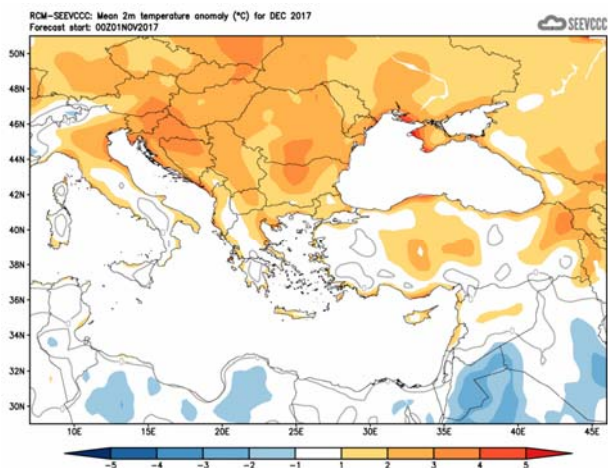 RCM-SEEVCCC: Mean 2m temperature anomaly (°C) for DEC 2017
Forecast start: 00Z01NOV2017
SEEVCCC
50N
48N
46N
44N
42N
40N
38N
36N
34N
32N
30N
10E 15E 20E 25E 30E 35E 40E 45E
-5 -4 -3 -2 -1 1 2 3 4 5